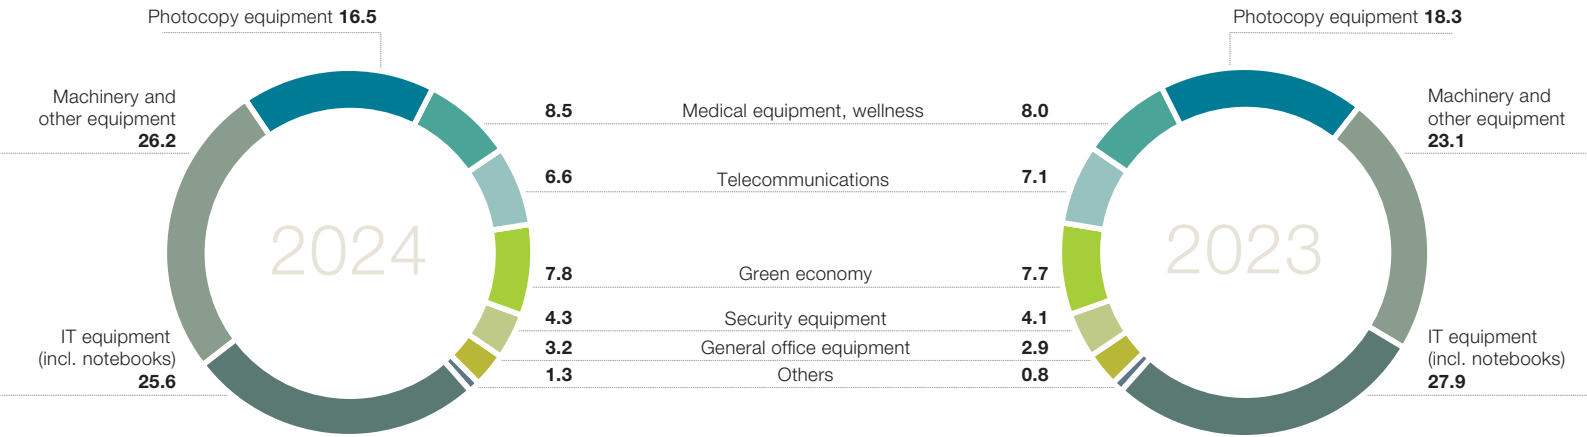 Photocopy equipment 16.5
Photocopy equipment 18.3
Machinery and
other equipment
26.2
8.5 Medical equipment, wellness 8.0
Machinery and
other equipment
23.1
6.6 Telecommunications 7.1
2024
2023
7.8 Green economy 7.7
4.3 Security equipment 4.1
IT equipment
(incl. notebooks)
25.6
3.2 General office equipment 2.9
1.3 Others 0.8
IT equipment
(incl. notebooks)
27.9